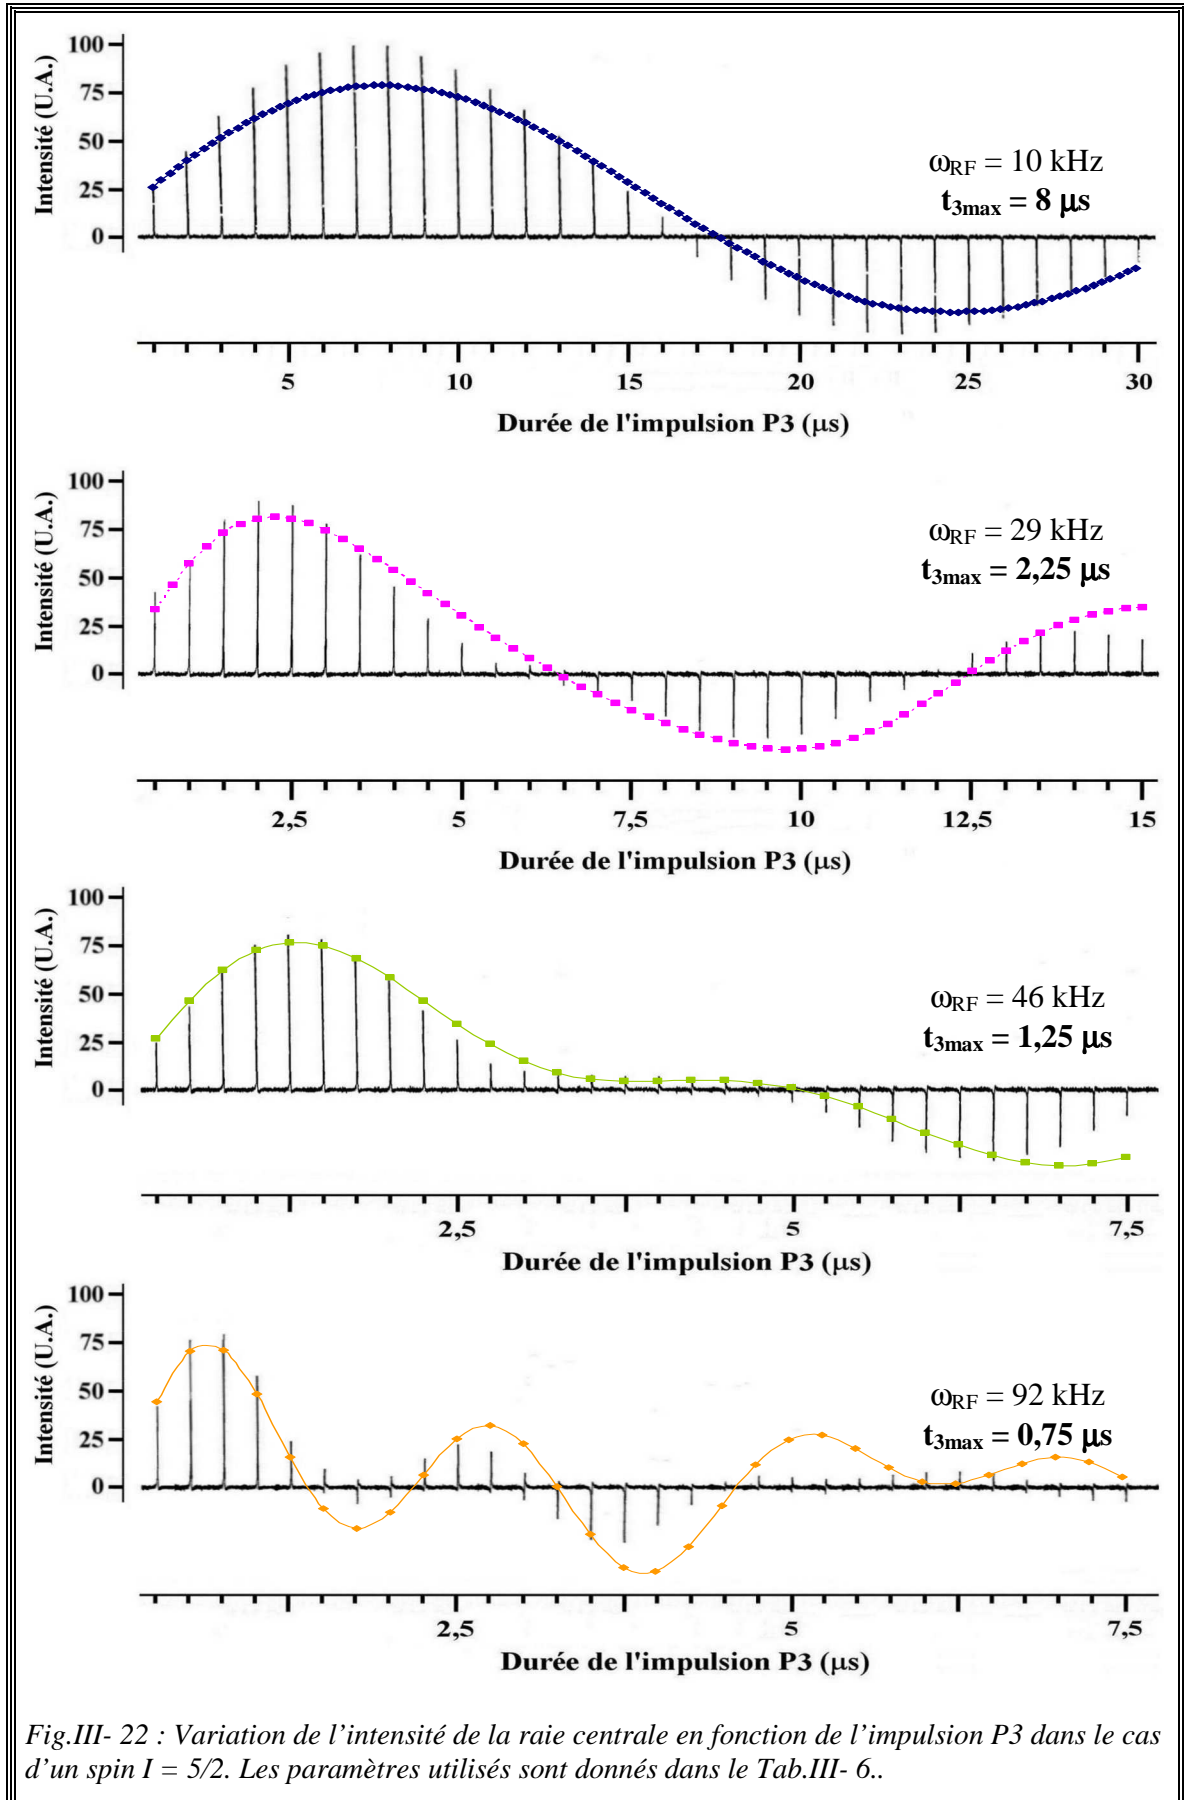 100
75
50
25
0
Intensité (U.A.)
ωRF = 10 kHz
t3max = 8 μs
5 10 15 20 25 30
Durée de l'impulsion P3 (μs)
100
75
50
25
0
Intensité (U.A.)
ωRF = 29 kHz
t3max = 2,25 μs
2,5 5 7,5 10 12,5 15
Durée de l'impulsion P3 (μs)
100
75
50
25
0
Intensité (U.A.)
ωRF = 46 kHz
t3max = 1,25 μs
2,5 5 7,5
Durée de l'impulsion P3 (μs)
100
75
50
25
0
Intensité (U.A.)
ωRF = 92 kHz
t3max = 0,75 μs
2,5 5 7,5
Durée de l'impulsion P3 (μs)
Fig.III- 22 : Variation de l’intensité de la raie centrale en fonction de l’impulsion P3 dans le cas
d’un spin I = 5/2. Les paramètres utilisés sont donnés dans le Tab.III- 6..